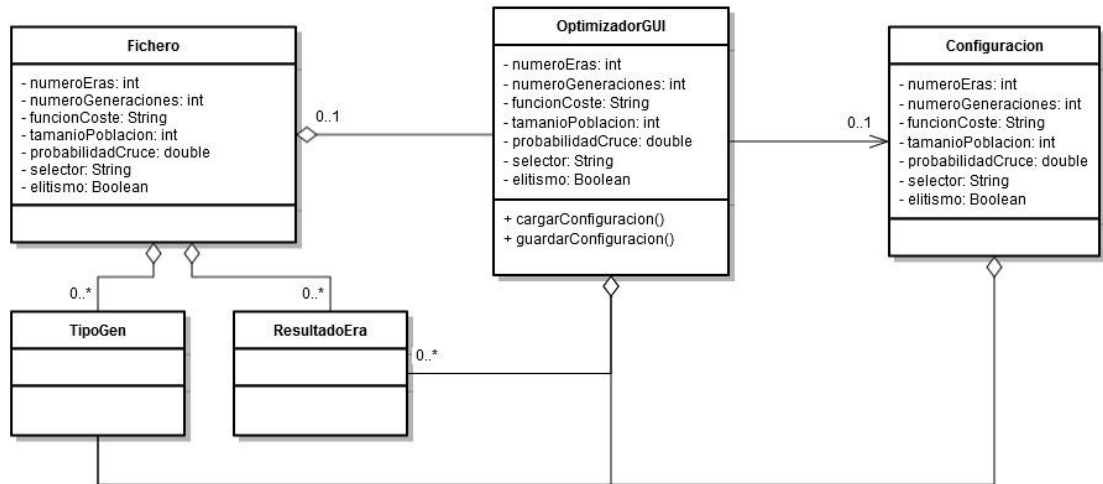 Fichero
- numeroEras: int
- numeroGeneraciones: int
- funcionCoste: String
- tamanioPoblacion: int
- probabilidadCruce: double
- selector: String
- elitismo: Boolean
0..1
OptimizadorGUI
- numeroEras: int
- numeroGeneraciones: int
- funcionCoste: String
- tamanioPoblacion: int
- probabilidadCruce: double
- selector: String
- elitismo: Boolean
+ cargarConfiguracion()
+ guardarConfiguracion()
0..1
Configuracion
- numeroEras: int
- numeroGeneraciones: int
- funcionCoste: String
- tamanioPoblacion: int
- probabilidadCruce: double
- selector: String
- elitismo: Boolean
0..*
0..*
TipoGen
ResultadoEra
0..*